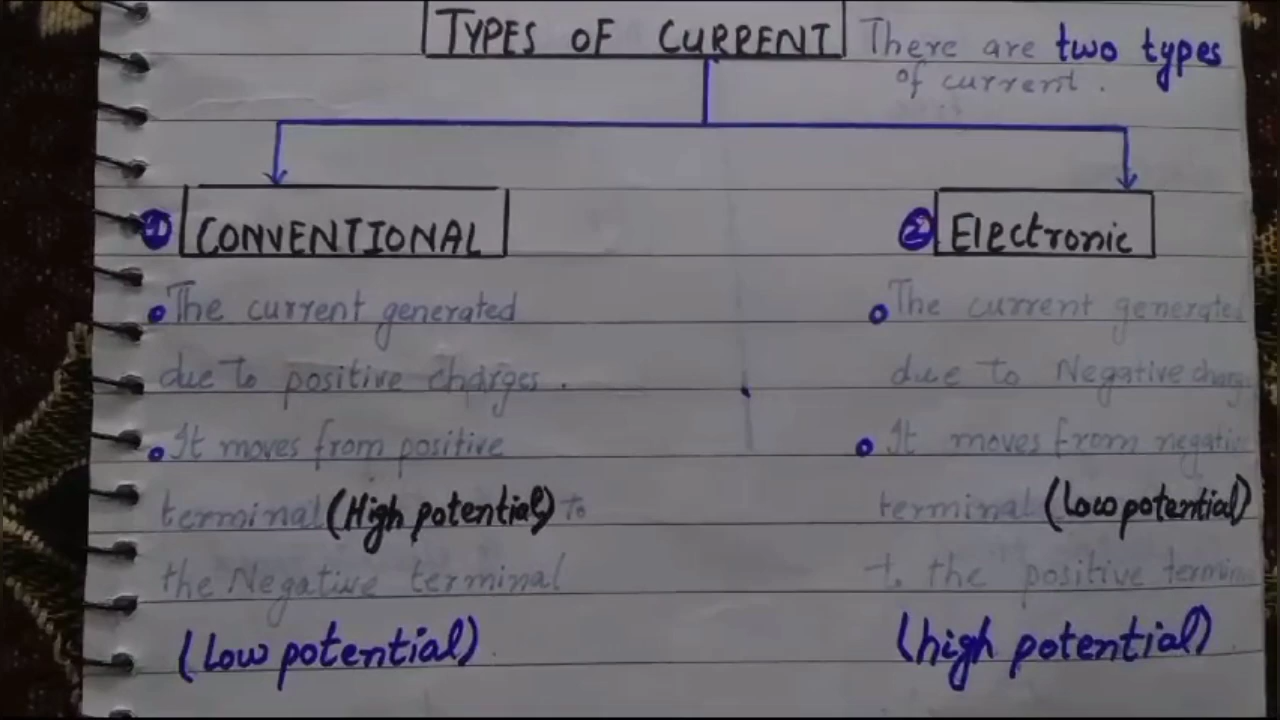 TYPES OF CURRENT There are two types
of current.
① CONVENTIONAL
• The current generated
due to positive charges.
• It moves from positive
terminal (High potential) to
the Negative terminal
(Low potential)
② Electronic
• The current generated
due to Negative charg
• It moves from negative
terminal (Low potential)
to the positive termin
(high potential)